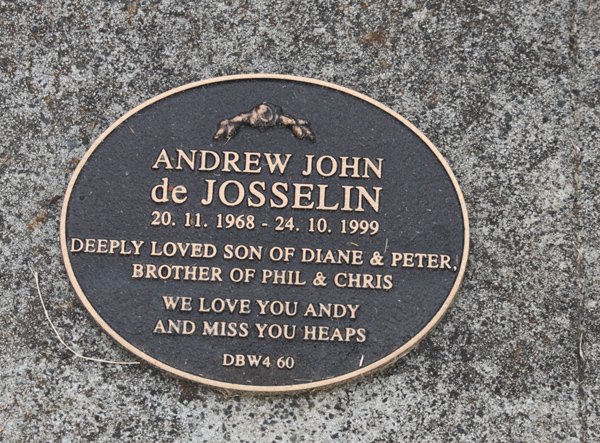 ANDREW JOHN
de JOSSELIN
20. 11. 1968 - 24. 10. 1999
DEEPLY LOVED SON OF DIANE & PETER,
BROTHER OF PHIL & CHRIS
WE LOVE YOU ANDY
AND MISS YOU HEAPS
DBW4 60